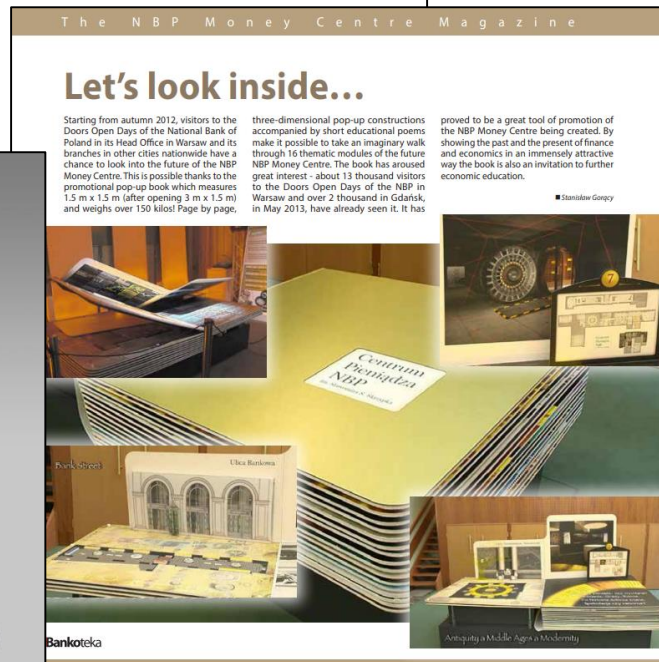 The NBP Money Centre Magazine
Let's look inside...
Starting from autumn 2012, visitors to the
Doors Open Days of the National Bank of
Poland in its Head Office in Warsaw and its
branches in other cities nationwide have a
chance to look into the future of the NBP
Money Centre. This is possible thanks to the
promotional pop-up book which measures
1.5 m x 1.5 m (after opening 3 m x 1.5 m)
and weighs over 150 kilos! Page by page,
three-dimensional pop-up constructions
accompanied by short educational poems
make it possible to take an imaginary walk
through 16 thematic modules of the future
NBP Money Centre. The book has aroused
great interest - about 13 thousand visitors
to the Doors Open Days of the NBP in
Warsaw and over 2 thousand in Gdańsk,
in May 2013, have already seen it. It has
proved to be a great tool of promotion of
the NBP Money Centre being created. By
showing the past and the present of finance
and economics in an immensely attractive
way the book is also an invitation to further
economic education.
■ Stanisław Gorący
7
Centrum
Pieniądza
NBP
Bank street
Ulica Bankowa
Antiquity a Middle Ages a Modernity
Bankoteka